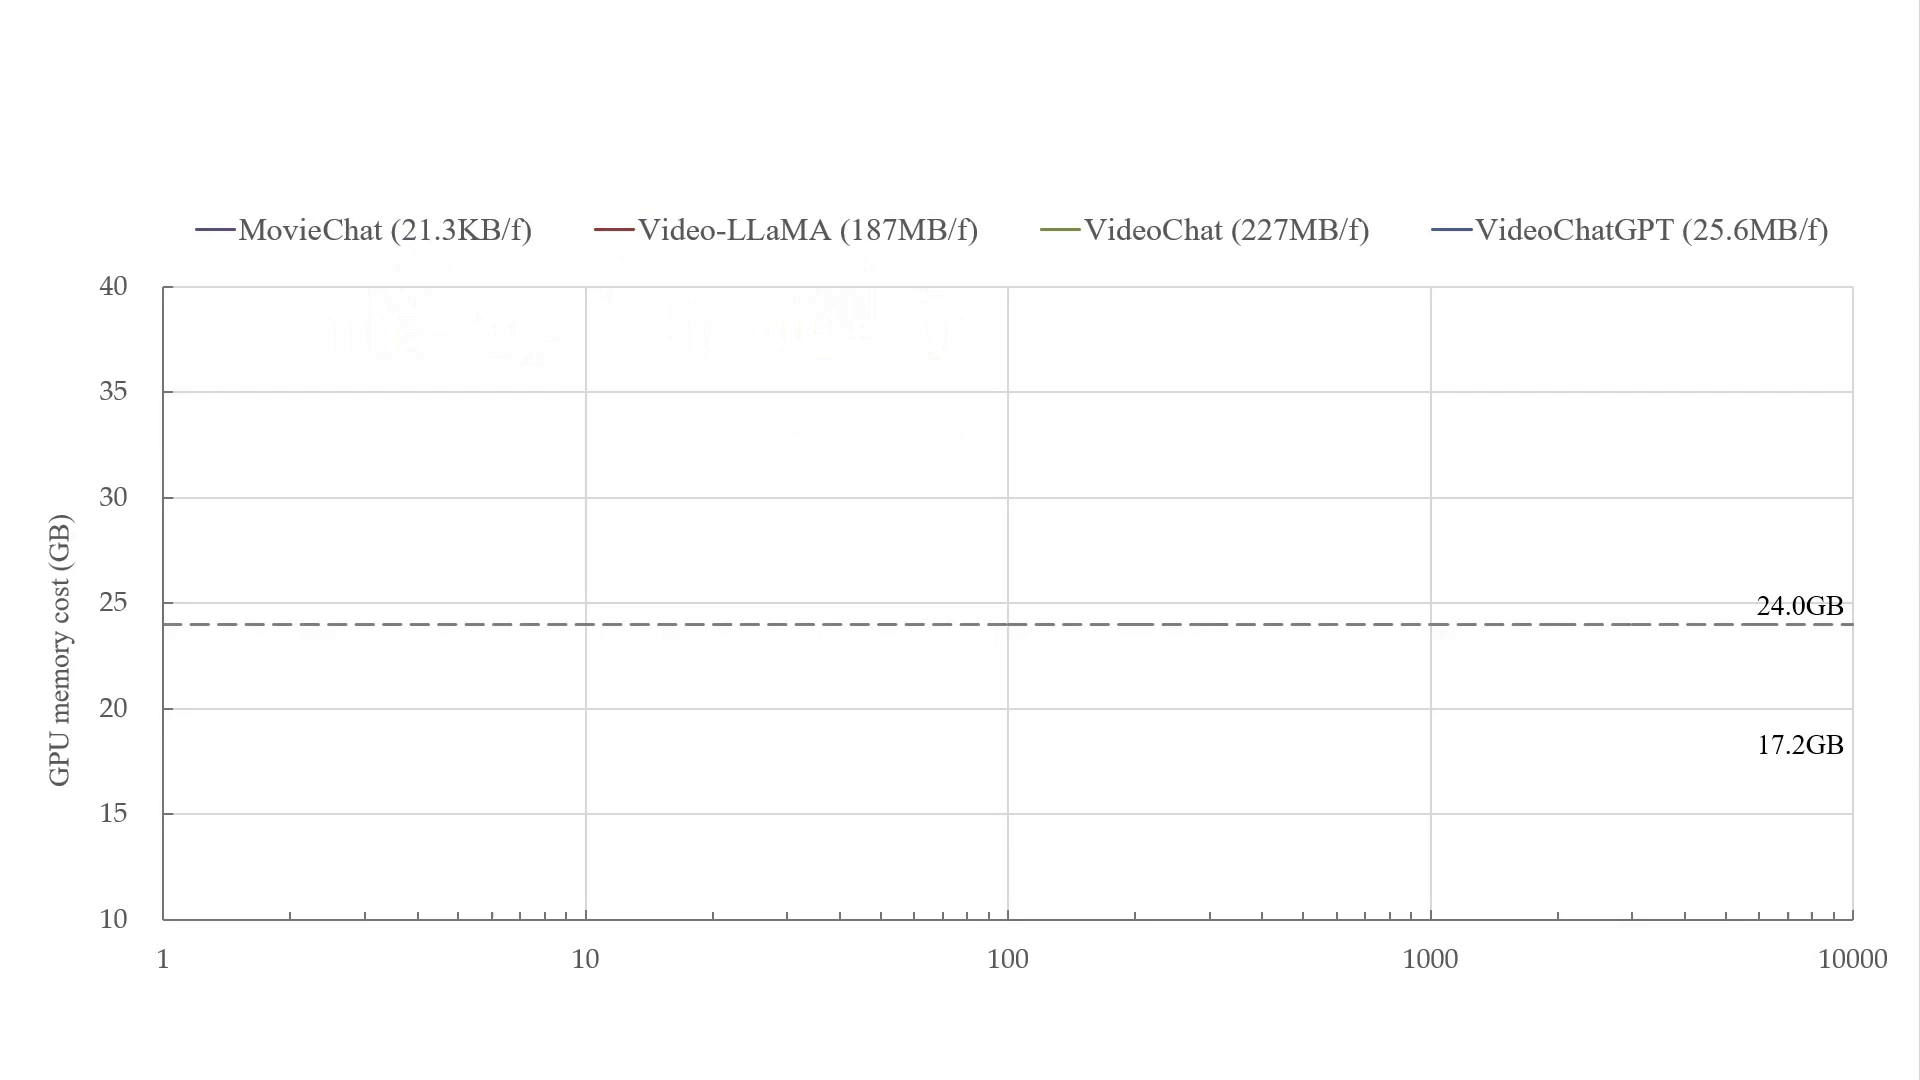 MovieChat (21.3KB/f) Video-LLaMA (187MB/f) VideoChat (227MB/f) VideoChatGPT (25.6MB/f)
40
35
30
25
20
15
10
GPU memory cost (GB)
24.0GB
17.2GB
1 10 100 1000 10000